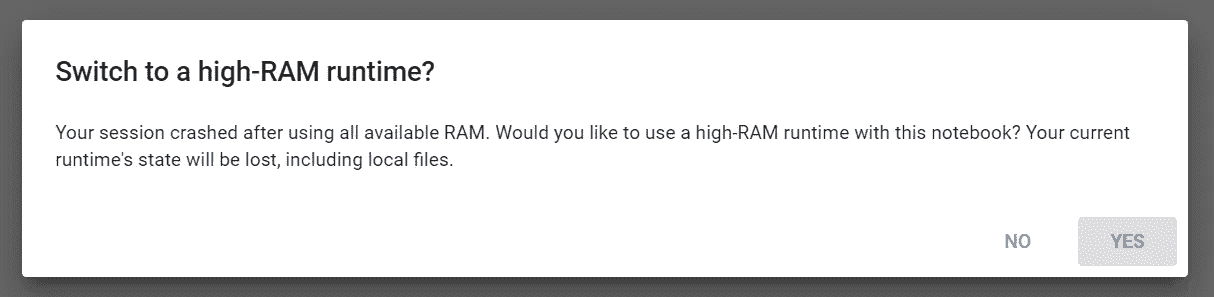 Switch to a high-RAM runtime?
Your session crashed after using all available RAM. Would you like to use a high-RAM runtime with this notebook? Your current
runtime's state will be lost, including local files.
NO YES